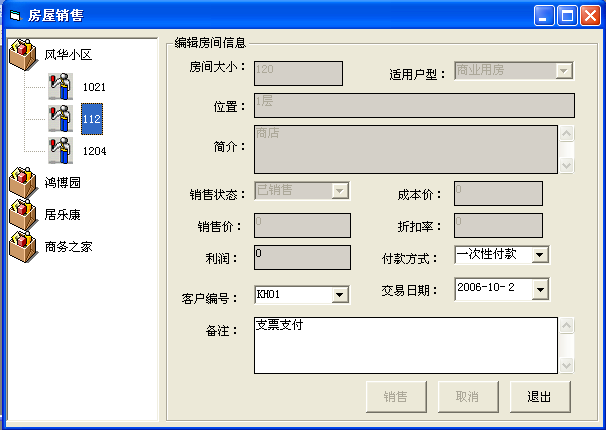 房屋销售
风华小区
1021
112
1204
鸿博园
居乐康
商务之家
编辑房间信息
房间大小： 120 适用户型： 商业用房
位置： 1层
简介： 商店
销售状态： 已销售 成本价： 0
销售价： 0 折扣率： 0
利润： 0 付款方式： 一次性付款
客户编号： KH01 交易日期： 2006-10-2
备注： 支票支付
销售 取消 退出